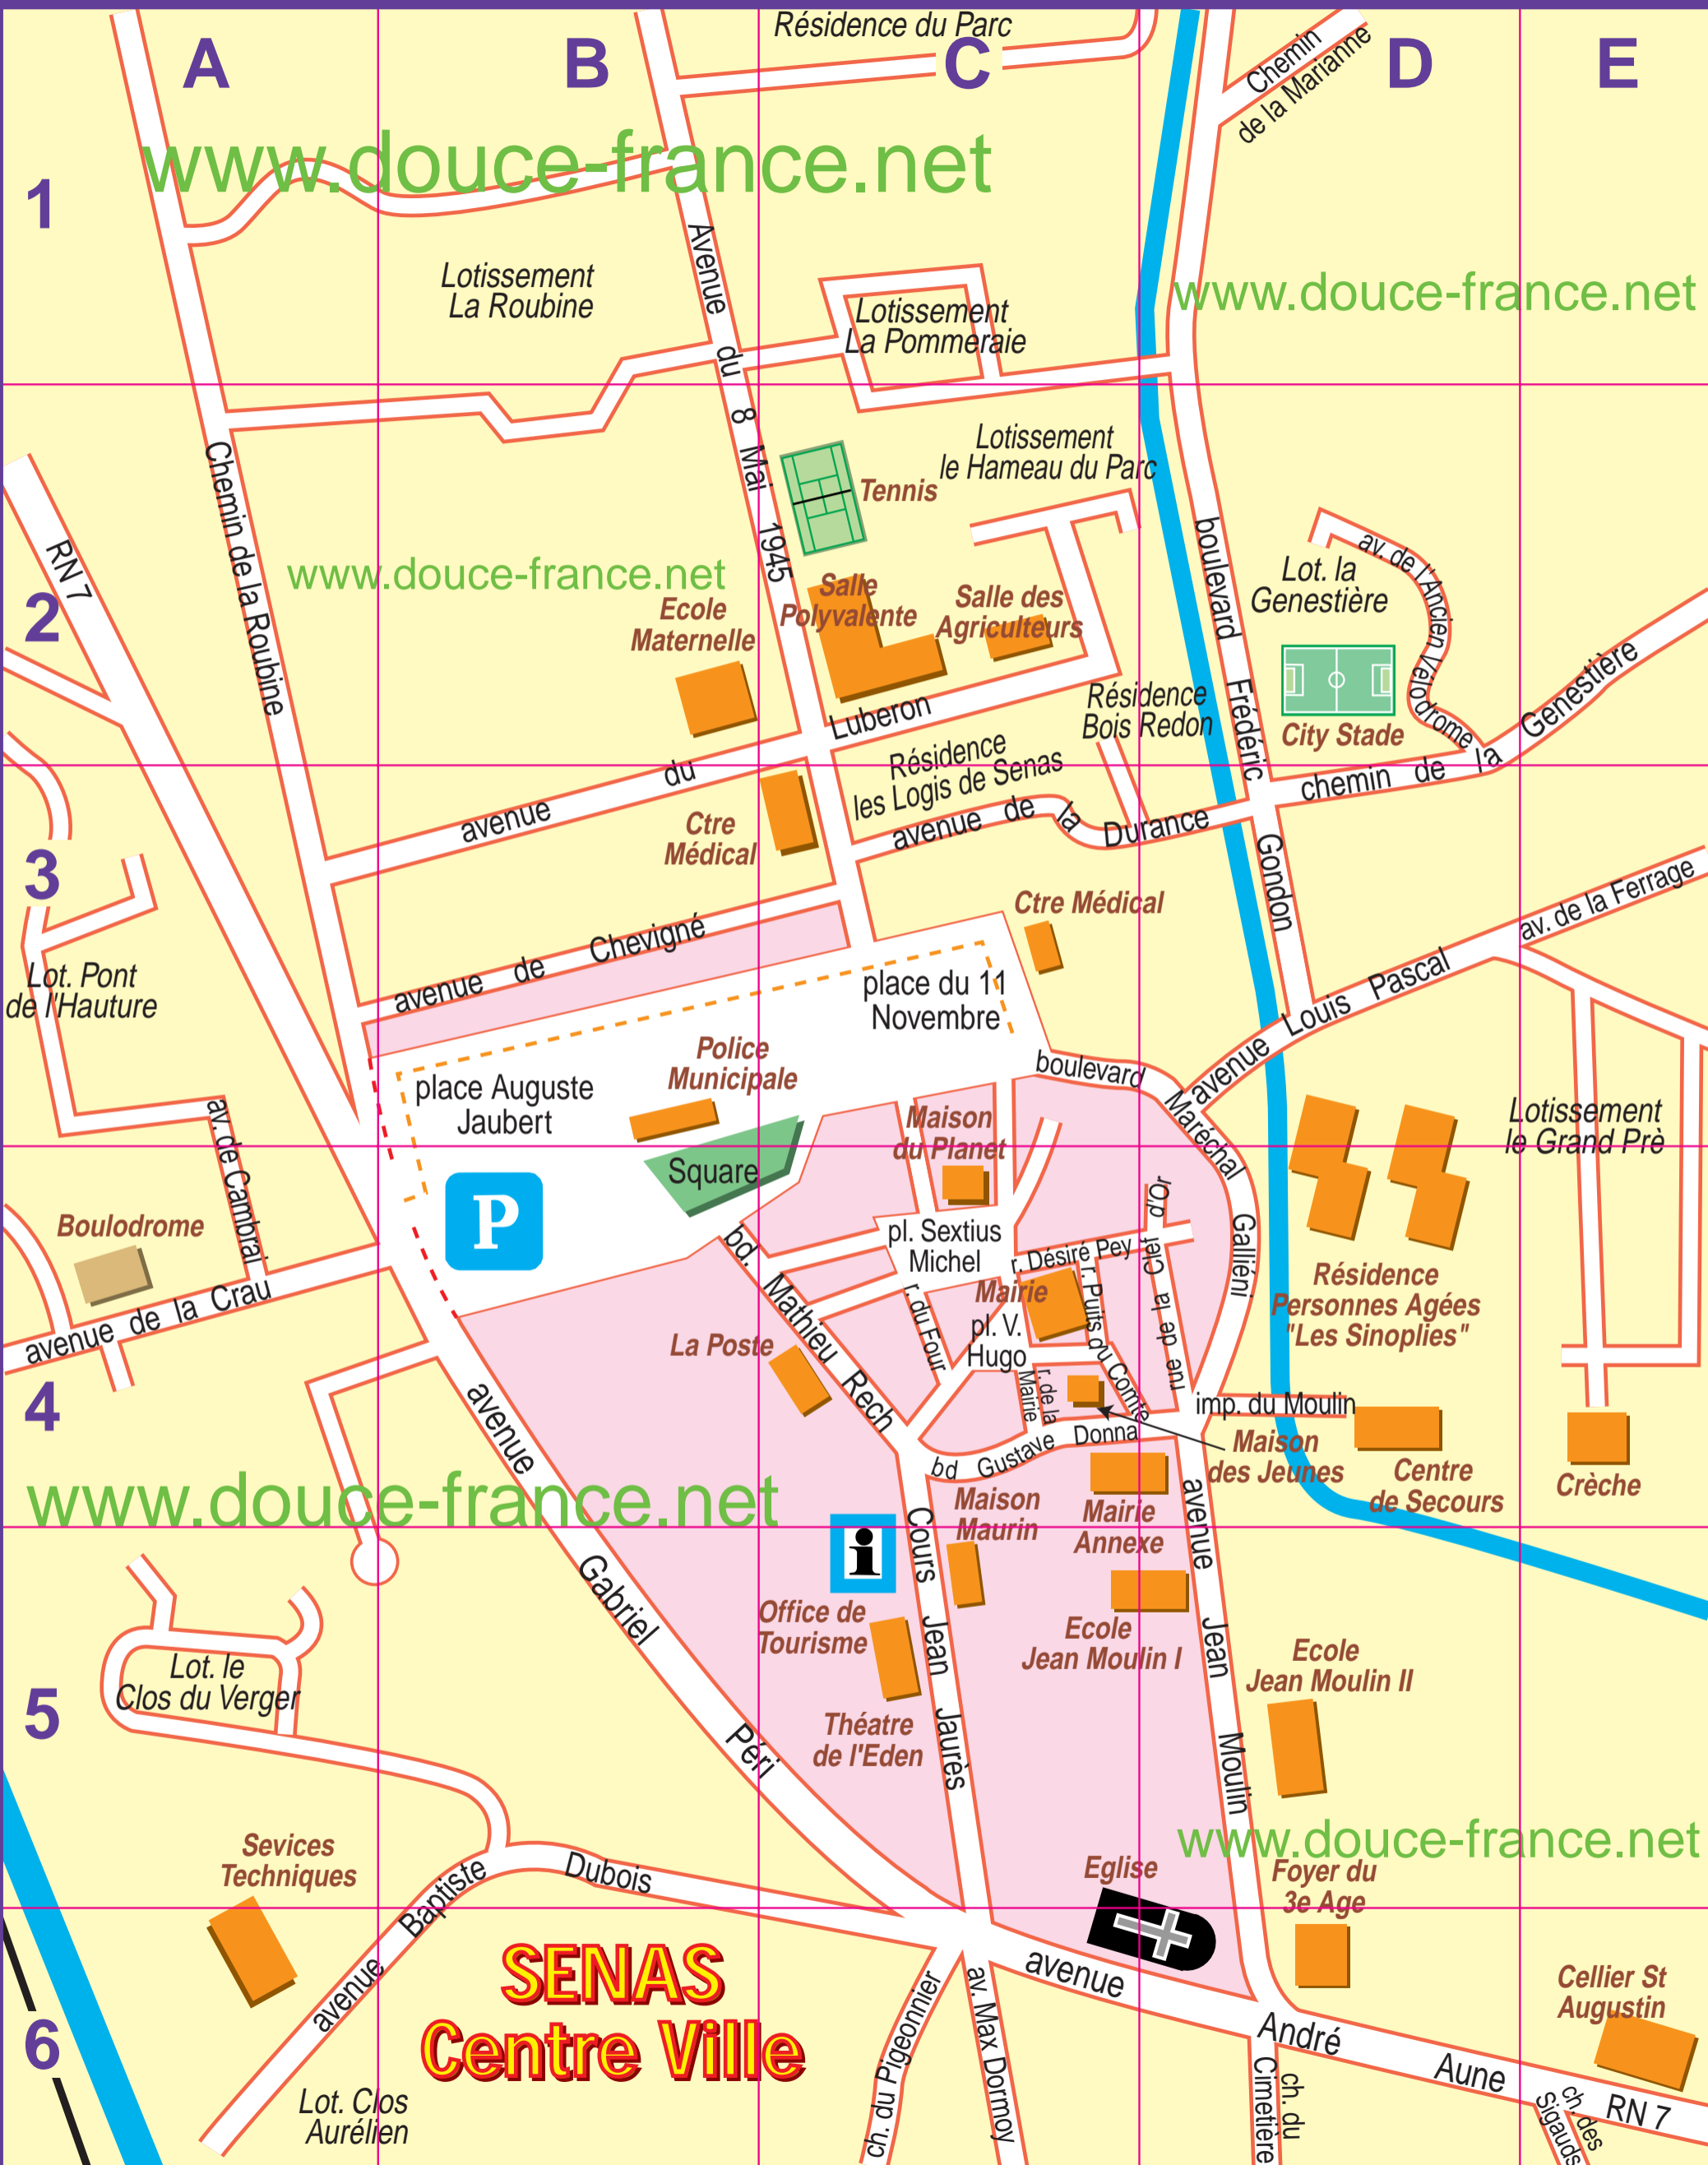 Résidence du Parc
A
B
C
D
E
Chemin
de la Marianne
www.douce-france.net
1
Avenue du 8 Mai 1945
Lotissement
La Roubine
www.douce-france.net
Lotissement
La Pommeraie
Chemin de la Roubine
Lotissement
le Hameau du Parc
Tennis
RN 7
boulevard Frédéric Gondon
av. de l'Ancien Vélodrome
Lot. la
Genestière
www.douce-france.net
2
Ecole
Maternelle
Salle
Polyvalente
Salle des
Agriculteurs
City Stade
chemin de la Genestière
Résidence
Bois Redon
avenue du Luberon
Résidence
les Logis de Senas
avenue de la Durance
Ctre
Médical
3
Ctre Médical
av. de la Ferrage
avenue de Chevigné
avenue Louis Pascal
Lot. Pont
de l'Hauture
place du 11
Novembre
Police
Municipale
place Auguste
Jaubert
boulevard Maréchal Galliéni
av. de Cambrai
Maison
du Planet
Lotissement
le Grand Prè
Square
P
Boulodrome
bd. Mathieu Rech
pl. Sextius
Michel
r. Désiré Pey
rue de la Clef d'Or
Mairie
r. Puits du Comte
Résidence
Personnes Agées
"Les Sinoplies"
avenue de la Crau
La Poste
r. du Four
pl. V.
Hugo
r. de la
Mairie
4
avenue Gabriel Péri
imp. du Moulin
bd Gustave Donna
Maison
des Jeunes
Centre
de Secours
Crèche
www.douce-france.net
Maison
Maurin
Mairie
Annexe
i
Cours Jean Jaurès
avenue Jean Moulin
Office de
Tourisme
Ecole
Jean Moulin I
Ecole
Jean Moulin II
Lot. le
Clos du Verger
5
Théatre
de l'Eden
www.douce-france.net
Sevices
Techniques
avenue Baptiste Dubois
Eglise
Foyer du
3e Age
SENAS
Centre Ville
6
avenue André Aune
RN 7
Cellier St
Augustin
ch. du Pigeonnier
av. Max Dormoy
ch. du
Cimetière
ch. des
Sigauds
Lot. Clos
Aurélien